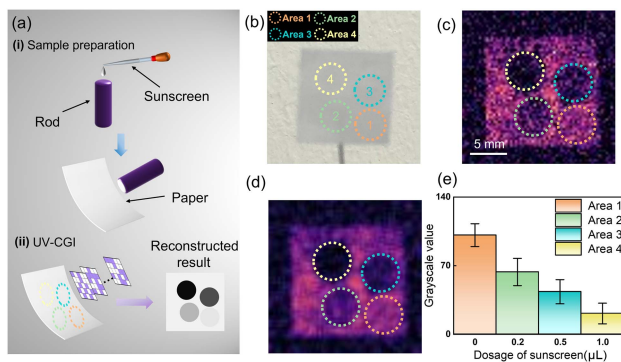 (a)
(i) Sample preparation
Sunscreen
Rod
Paper
(ii) UV-CGI
Reconstructed
result
(b)
Area 1 Area 2
Area 3 Area 4
4
3
2
1
(c)
5 mm
(d)
(e)
Grayscale value
140
70
0
Area 1
Area 2
Area 3
Area 4
0 0.2 0.5 1.0
Dosage of sunscreen(μL)